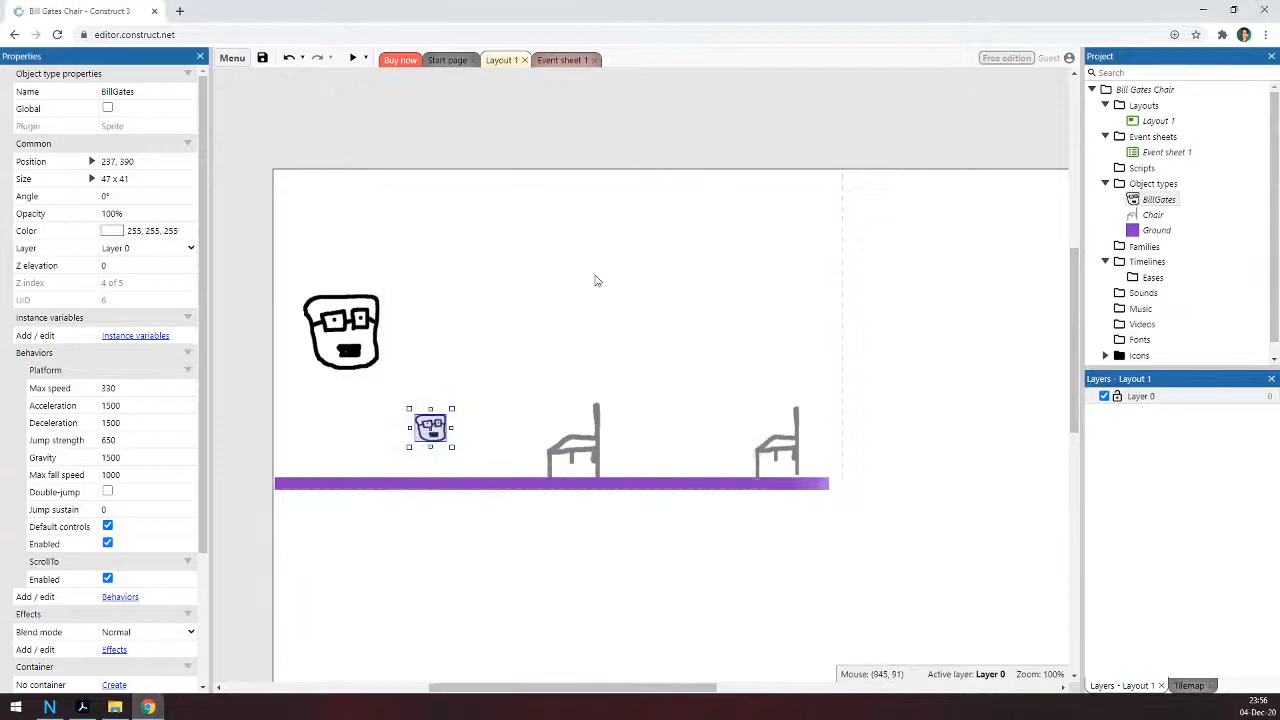 Bill Gates Chair - Construct 3
editor.construct.net
Properties
Menu
Buy now
Start page
Layout 1
Event sheet 1
Free edition
Guest
Project
Object type properties
Name BillGates
Global
Plugin Sprite
Common
Position 237, 390
Size 47 x 41
Angle 0°
Opacity 100%
Color 255, 255, 255
Layer Layer 0
Z elevation 0
Z index 4 of 5
UID 6
Instance variables
Add / edit Instance variables
Behaviors
Platform
Max speed 330
Acceleration 1500
Deceleration 1500
Jump strength 650
Gravity 1500
Max fall speed 1000
Double-jump
Jump sustain 0
Default controls
Enabled
ScrollTo
Enabled
Add / edit Behaviors
Effects
Blend mode Normal
Add / edit Effects
Container
No container Create
Search
Bill Gates Chair
Layouts
Layout 1
Event sheets
Event sheet 1
Scripts
Object types
BillGates
Chair
Ground
Families
Timelines
Eases
Sounds
Music
Videos
Fonts
Icons
Layers - Layout 1
Layer 0 0
Mouse: (945, 91) Active layer: Layer 0 Zoom: 100%
Layers - Layout 1
Tilemap
23:56
04-Dec-20